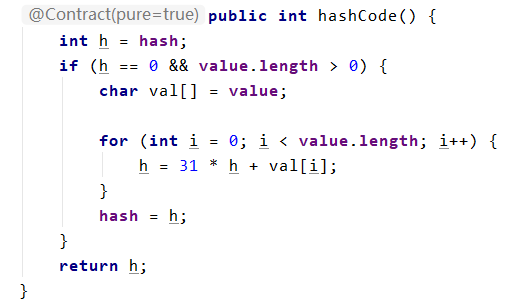 @Contract(pure=true) public int hashCode() {
    int h = hash;
    if (h == 0 && value.length > 0) {
        char val[] = value;

        for (int i = 0; i < value.length; i++) {
            h = 31 * h + val[i];
        }
        hash = h;
    }
    return h;
}